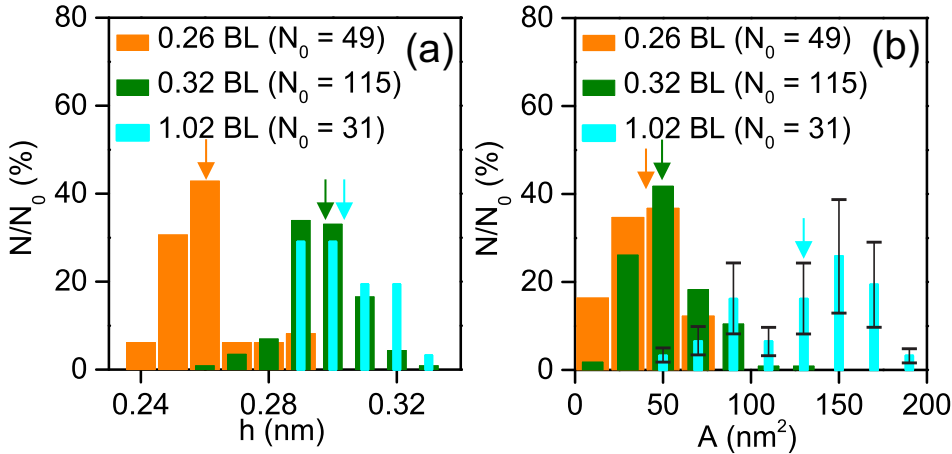 80
60
40
20
0
N/N0 (%)
0.26 BL (N0 = 49)
0.32 BL (N0 = 115)
1.02 BL (N0 = 31)
(a)
0.24 0.28 0.32
h (nm)
80
60
40
20
0
N/N0 (%)
0.26 BL (N0 = 49)
0.32 BL (N0 = 115)
1.02 BL (N0 = 31)
(b)
0 50 100 150 200
A (nm2)